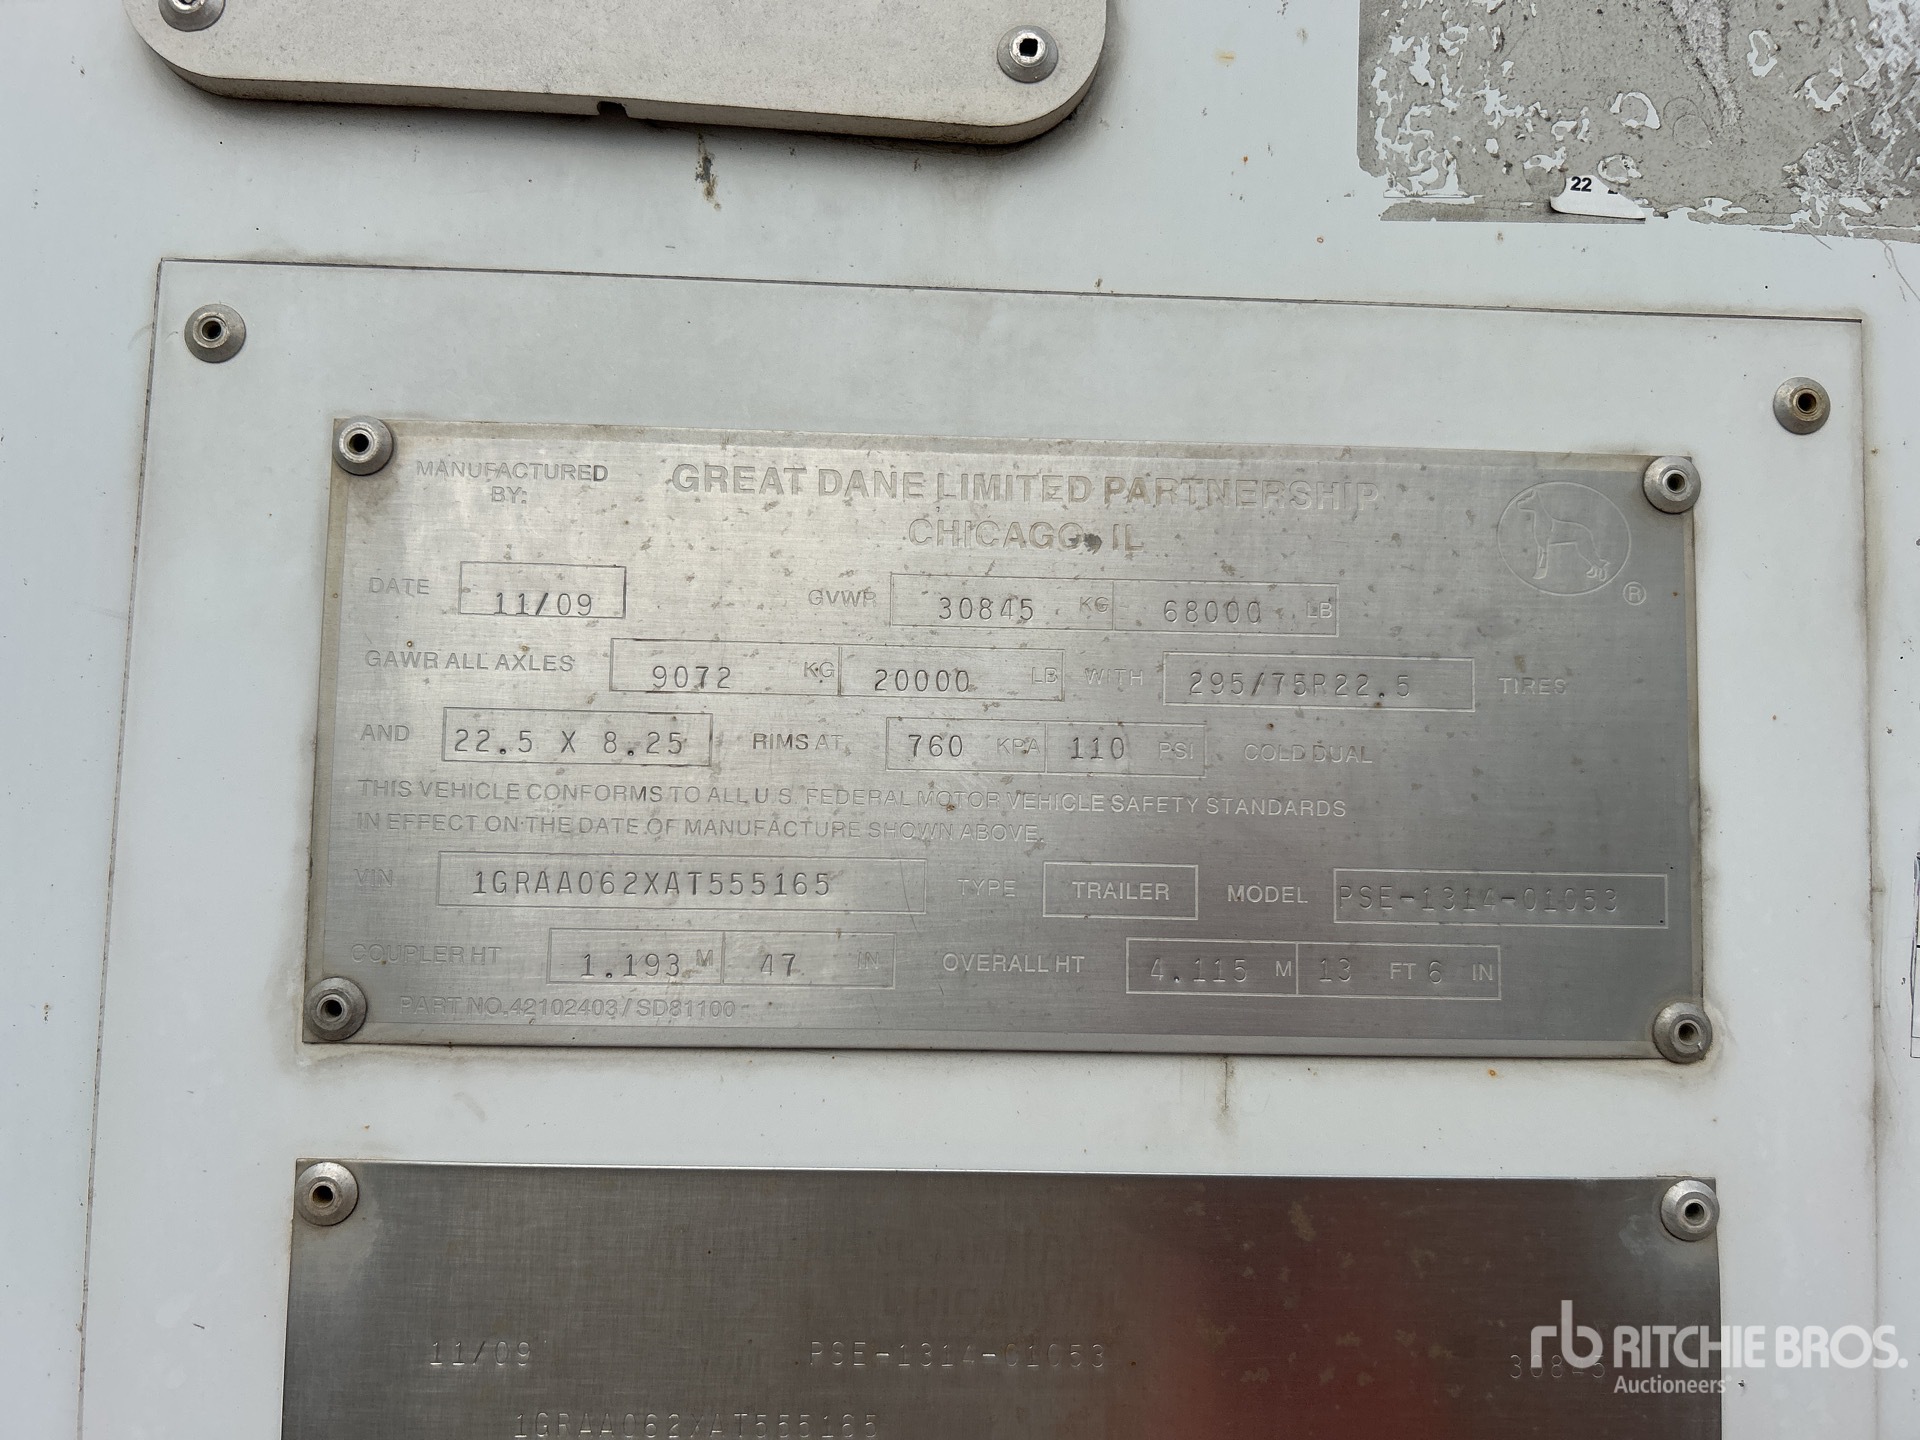 22
MANUFACTURED BY: GREAT DANE LIMITED PARTNERSHIP
CHICAGO, IL
®
DATE 11/09 GVWR 30845 KG 68000 LB
GAWR ALL AXLES 9072 KG 20000 LB WITH 295/75R22.5 TIRES
AND 22.5 X 8.25 RIMS AT 760 KPA 110 PSI COLD DUAL
THIS VEHICLE CONFORMS TO ALL U.S. FEDERAL MOTOR VEHICLE SAFETY STANDARDS
IN EFFECT ON THE DATE OF MANUFACTURE SHOWN ABOVE.
VIN 1GRAA062XAT555165 TYPE TRAILER MODEL PSE-1314-01053
COUPLER HT 1.193 M 47 IN OVERALL HT 4.115 M 13 FT 6 IN
PART NO. 42102403/SD81100
11/09 PSE-1314-01053
1GRAA062XAT555165
rb RITCHIE BROS.
Auctioneers